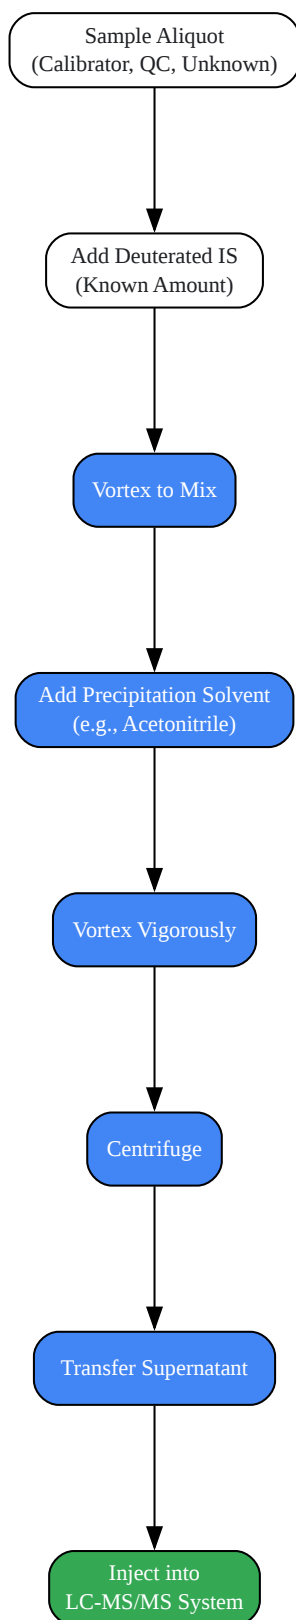 Sample Aliquot
(Calibrator, QC, Unknown)
Add Deuterated IS
(Known Amount)
Vortex to Mix
Add Precipitation Solvent
(e.g., Acetonitrile)
Vortex Vigorously
Centrifuge
Transfer Supernatant
Inject into
LC-MS/MS System